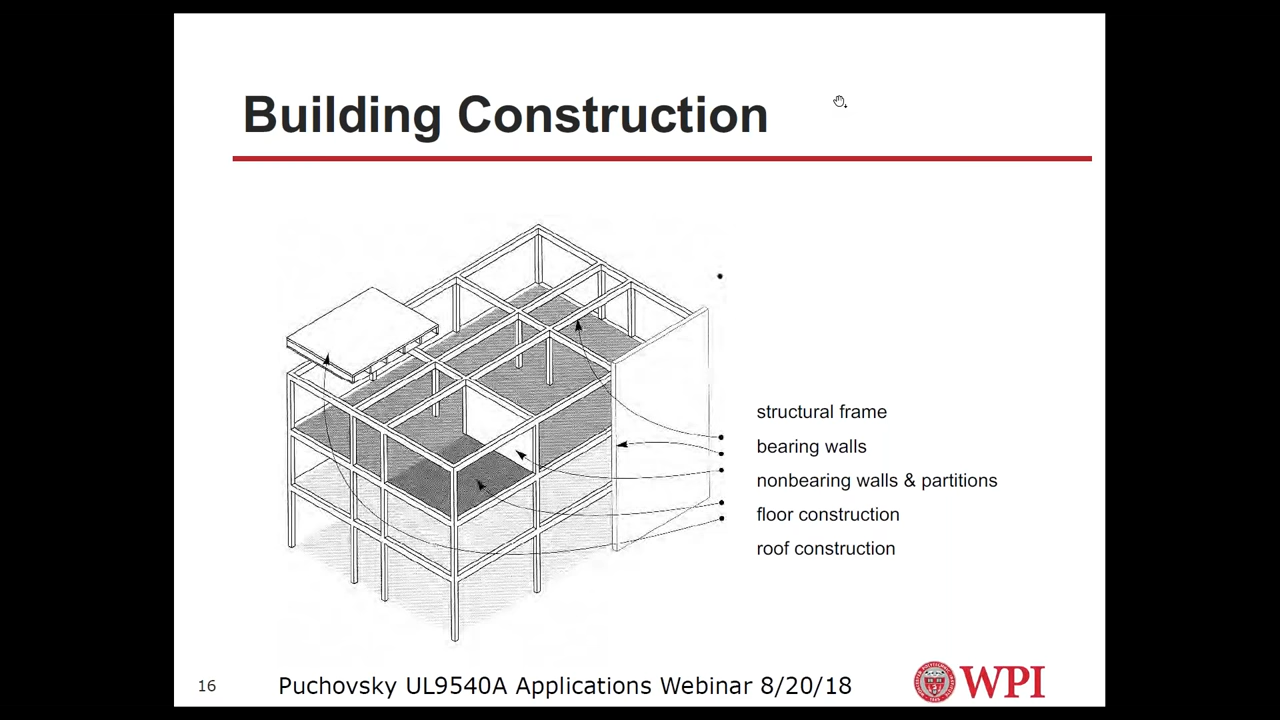 Building Construction
structural frame
bearing walls
nonbearing walls & partitions
floor construction
roof construction
16
Puchovsky UL9540A Applications Webinar 8/20/18
WPI